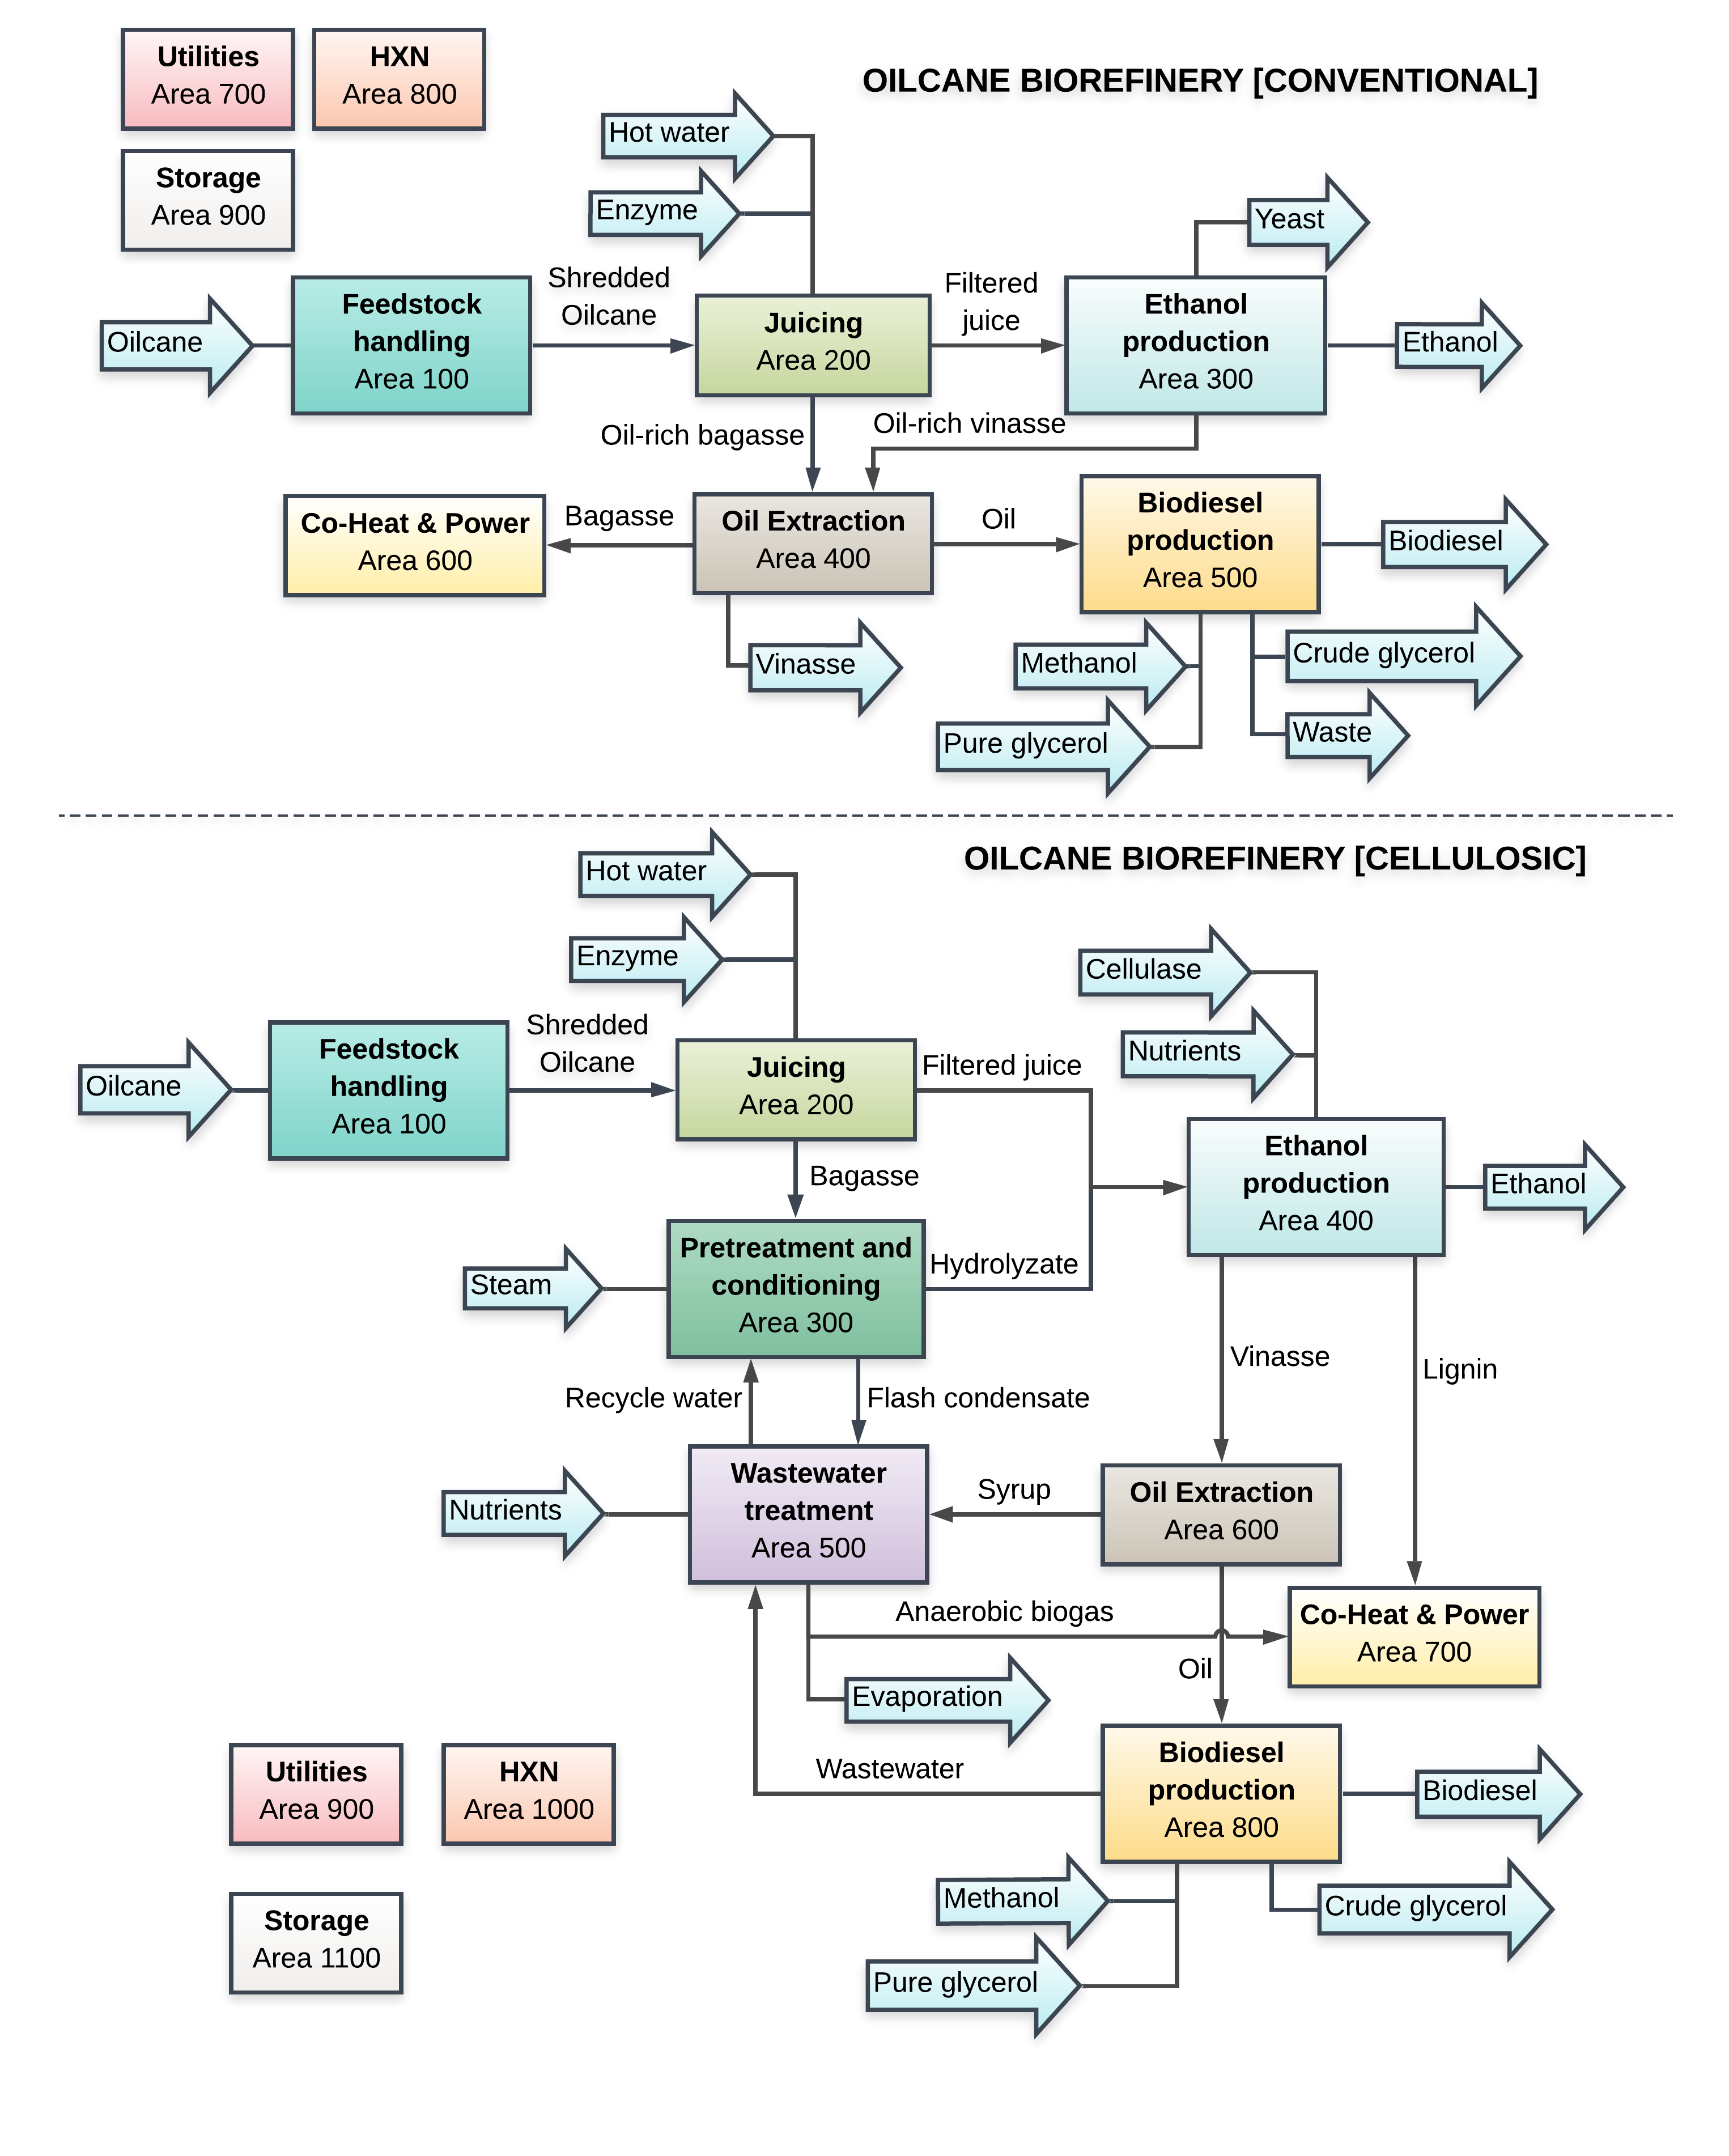 Utilities
Area 700
HXN
Area 800
OILCANE BIOREFINERY [CONVENTIONAL]
Storage
Area 900
Hot water
Enzyme
Yeast
Oilcane
Feedstock
handling
Area 100
Shredded
Oilcane
Juicing
Area 200
Filtered
juice
Ethanol
production
Area 300
Ethanol
Oil-rich bagasse
Oil-rich vinasse
Co-Heat & Power
Area 600
Bagasse
Oil Extraction
Area 400
Oil
Biodiesel
production
Area 500
Biodiesel
Vinasse
Methanol
Crude glycerol
Pure glycerol
Waste
OILCANE BIOREFINERY [CELLULOSIC]
Hot water
Enzyme
Cellulase
Nutrients
Oilcane
Feedstock
handling
Area 100
Shredded
Oilcane
Juicing
Area 200
Filtered juice
Bagasse
Ethanol
production
Area 400
Ethanol
Steam
Pretreatment and
conditioning
Area 300
Hydrolyzate
Vinasse
Lignin
Recycle water
Flash condensate
Nutrients
Wastewater
treatment
Area 500
Syrup
Oil Extraction
Area 600
Anaerobic biogas
Co-Heat & Power
Area 700
Oil
Evaporation
Wastewater
Utilities
Area 900
HXN
Area 1000
Biodiesel
production
Area 800
Biodiesel
Methanol
Crude glycerol
Storage
Area 1100
Pure glycerol